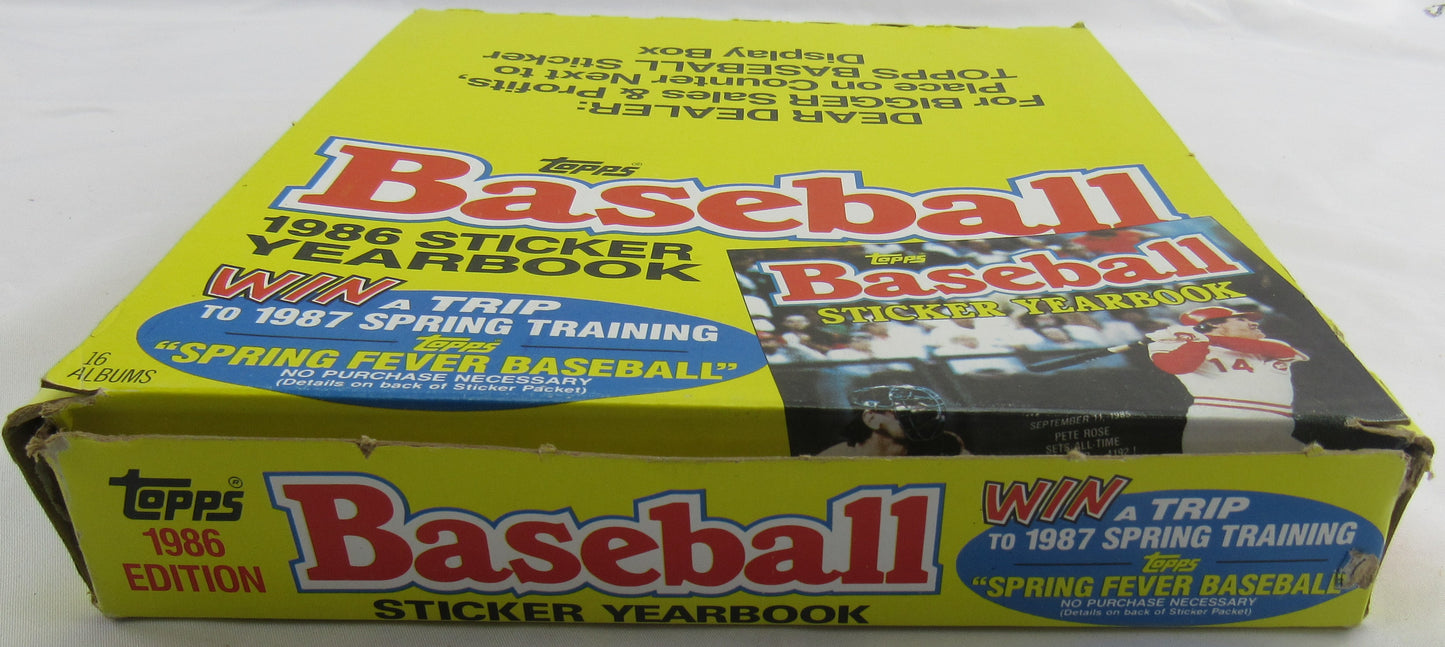 DEAR DEALER:
For BIGGER Sales & Profits,
Place on Counter Next to
TOPPS BASEBALL Sticker
Display Box
Topps®
Baseball
1986 STICKER
YEARBOOK
WIN A TRIP
TO 1987 SPRING TRAINING
Topps
“SPRING FEVER BASEBALL”
NO PURCHASE NECESSARY
(Details on back of Sticker Packet)
16
ALBUMS
Topps
Baseball
STICKER YEARBOOK
14
SEPTEMBER 11, 1985
PETE ROSE
SETS ALL-TIME
4192!
Topps®
1986
EDITION
Baseball
STICKER YEARBOOK
WIN A TRIP
TO 1987 SPRING TRAINING
Topps
“SPRING FEVER BASEBALL”
NO PURCHASE NECESSARY
(Details on back of Sticker Packet)